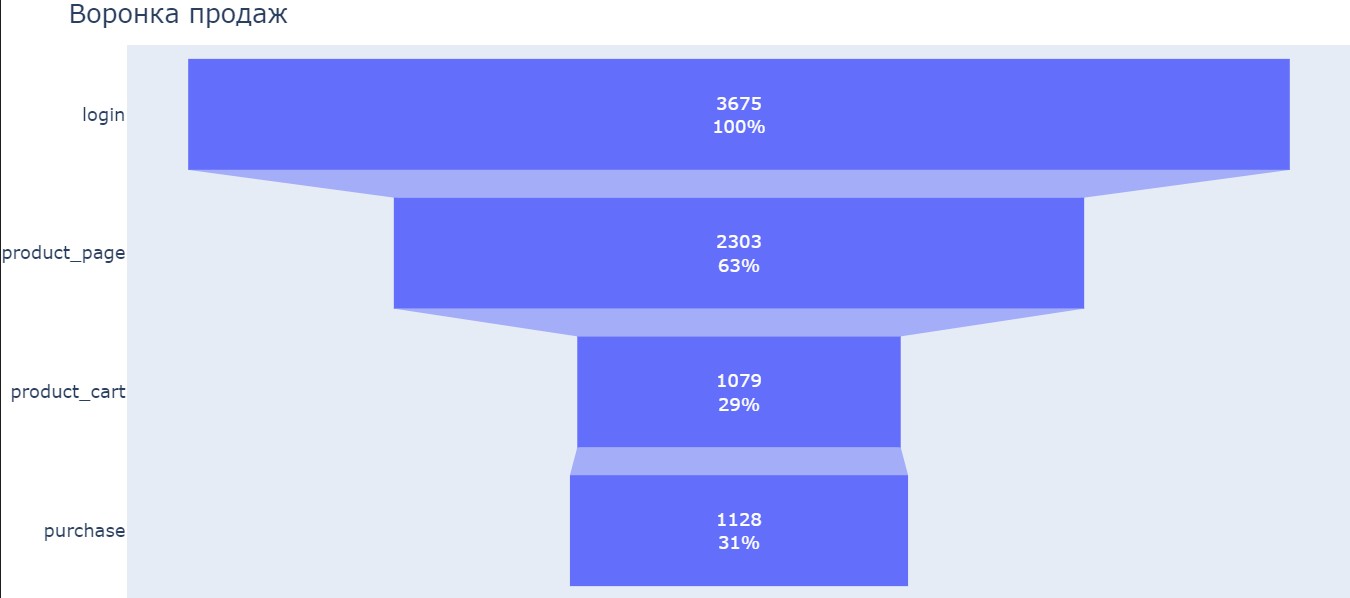 Воронка продаж
login
3675
100%
product_page
2303
63%
product_cart
1079
29%
purchase
1128
31%